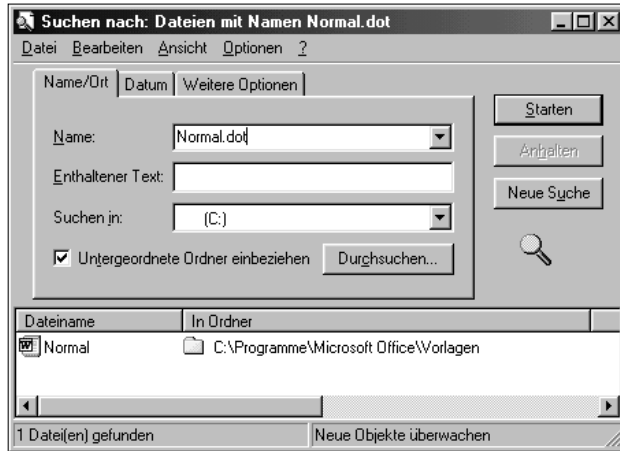 Suchen nach: Dateien mit Namen Normal.dot
Datei Bearbeiten Ansicht Optionen ?
Name/Ort Datum Weitere Optionen
Name: Normal.dot
Enthaltener Text:
Suchen in: (C:)
Untergeordnete Ordner einbeziehen Durchsuchen...
Starten
Anhalten
Neue Suche
Dateiname In Ordner
Normal C:\Programme\Microsoft Office\Vorlagen
1 Datei(en) gefunden Neue Objekte überwachen